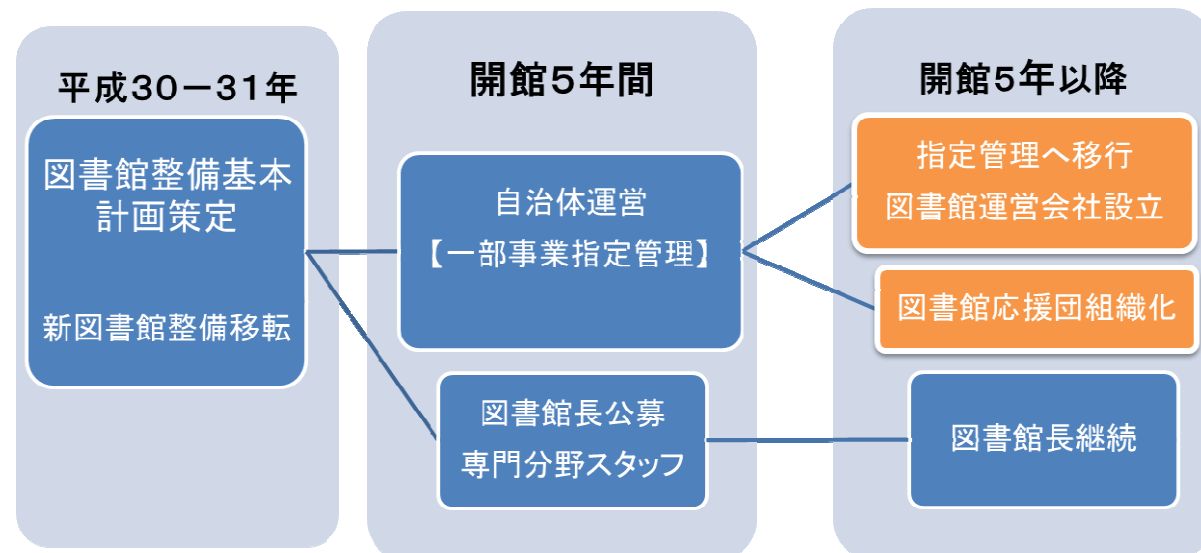 平成30－31年
図書館整備基本
計画策定
新図書館整備移転
開館5年間
自治体運営
【一部事業指定管理】
図書館長公募
専門分野スタッフ
開館5年以降
指定管理へ移行
図書館運営会社設立
図書館応援団組織化
図書館長継続